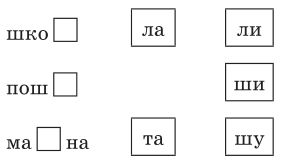 шко ла ли
пош ши
ма на та шу